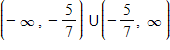 (-∞, -5/7) ∪ (-5/7, ∞)